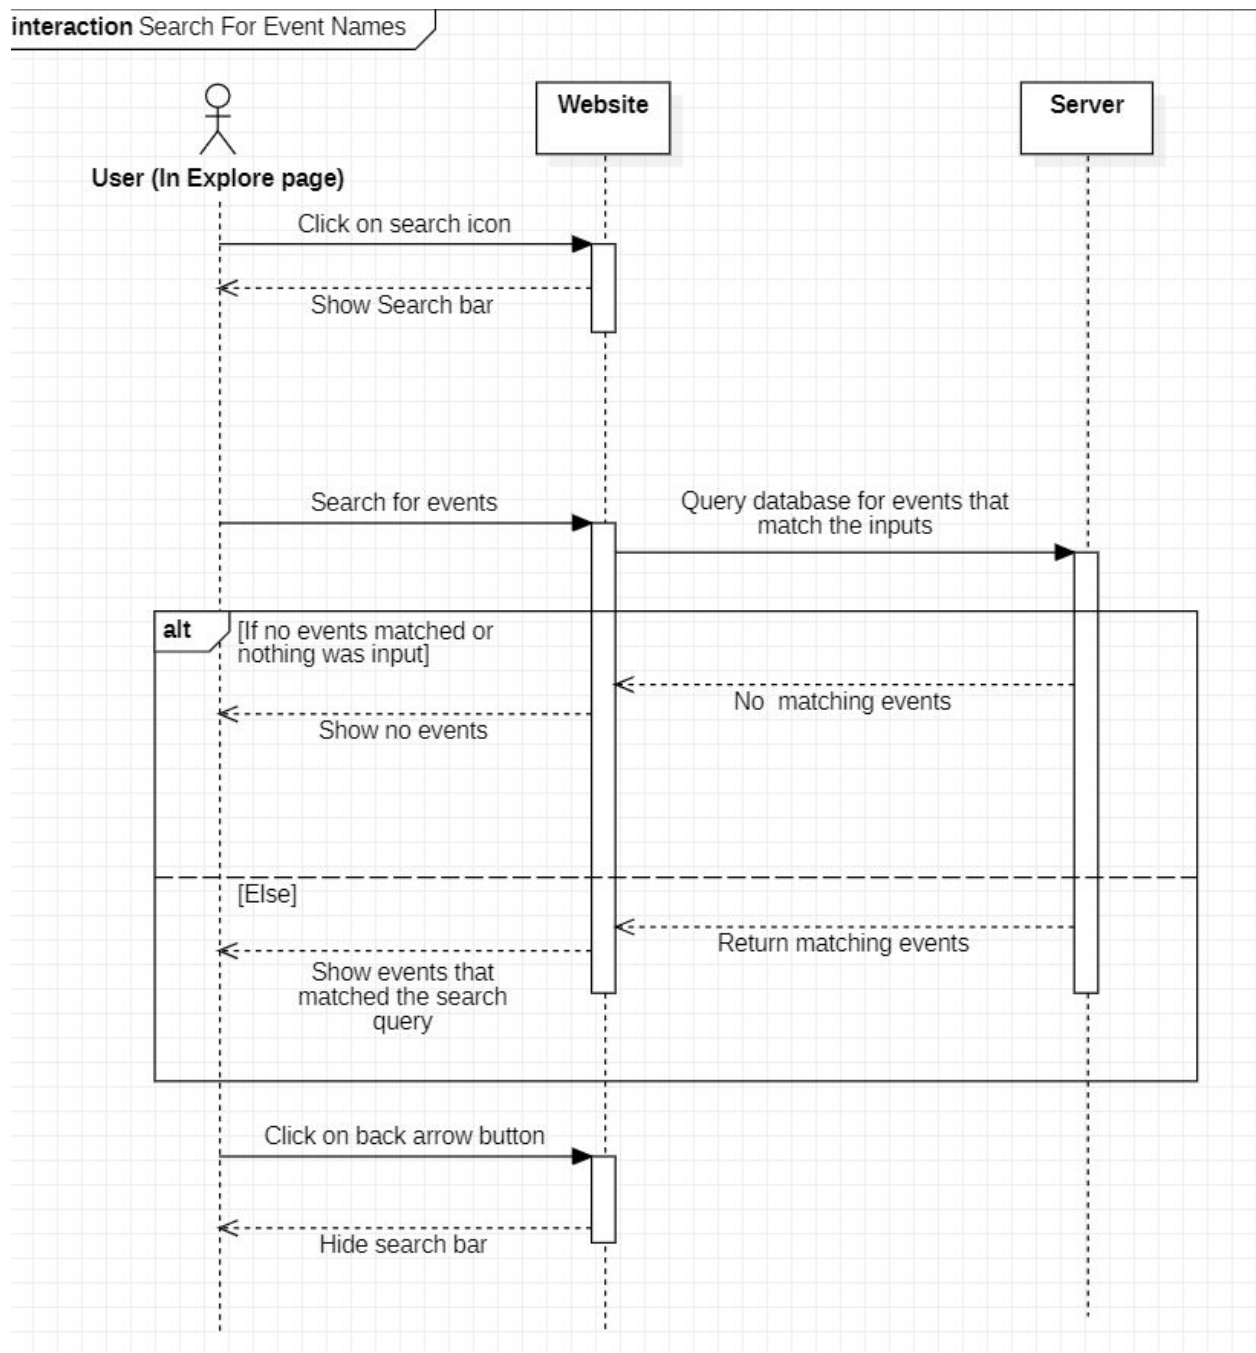 interaction Search For Event Names
Website
Server
User (In Explore page)
Click on search icon
Show Search bar
Search for events
Query database for events that
match the inputs
alt
[If no events matched or
nothing was input]
No  matching events
Show no events
[Else]
Return matching events
Show events that
matched the search
query
Click on back arrow button
Hide search bar